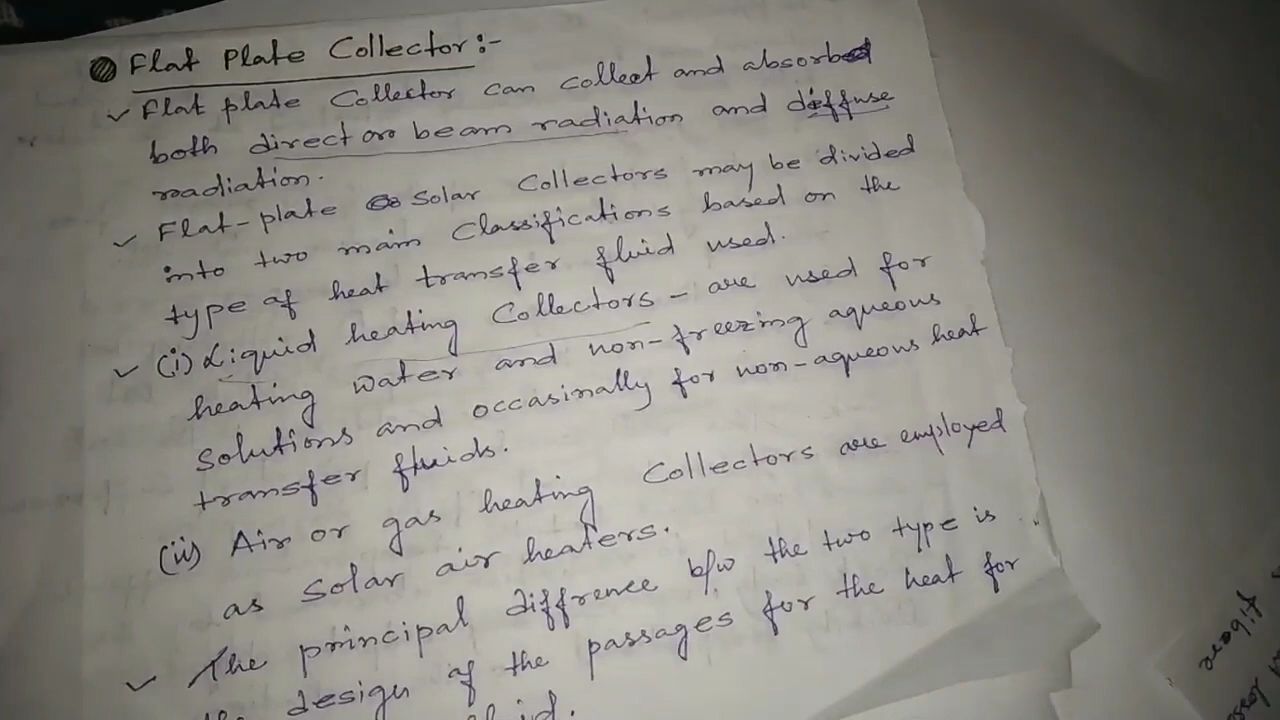 Flat Plate Collector:-
Flat plate Collector can collect and absorbed
both direct or beam radiation and diffuse
radiation.
Flat-plate Solar Collectors may be divided
into two main Classifications based on the
type of heat transfer fluid used.
(i) Liquid heating Collectors - are used for
heating water and non-freezing aqueous
solutions and occasinally for non-aqueous heat
transfer fluids.
(ii) Air or gas heating Collectors are employed
as solar air heaters.
The principal diffrence b/w the two type is
the design of the passages for the heat for